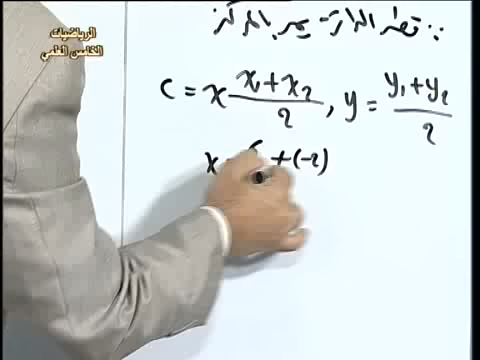 الرياضيات
الخامس العلمي
∵ قطر الدائرة يمر بالمركز
C = x (x₁+x₂)/2 , y = (y₁+y₂)/2
+(-2)